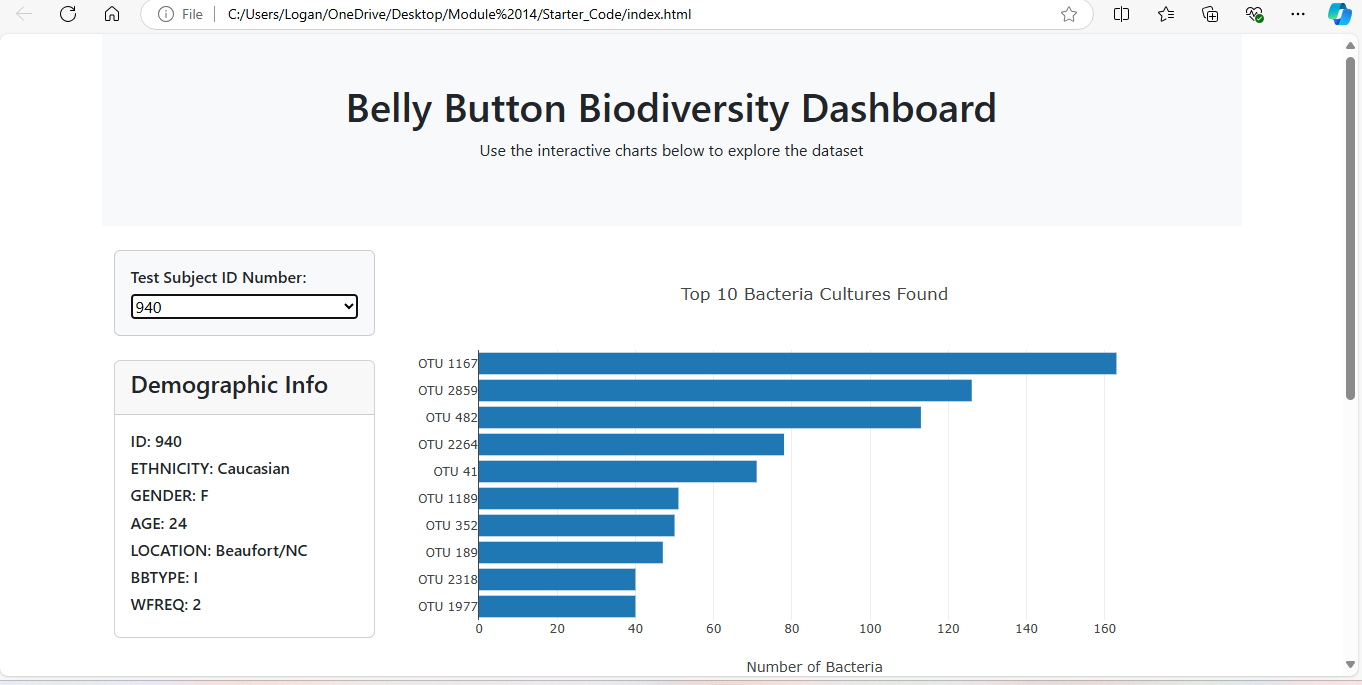 File C:/Users/Logan/OneDrive/Desktop/Module%2014/Starter_Code/index.html
Belly Button Biodiversity Dashboard
Use the interactive charts below to explore the dataset
Test Subject ID Number:
940
Demographic Info
ID: 940
ETHNICITY: Caucasian
GENDER: F
AGE: 24
LOCATION: Beaufort/NC
BBTYPE: I
WFREQ: 2
Top 10 Bacteria Cultures Found
OTU 1167
OTU 2859
OTU 482
OTU 2264
OTU 41
OTU 1189
OTU 352
OTU 189
OTU 2318
OTU 1977
0 20 40 60 80 100 120 140 160
Number of Bacteria